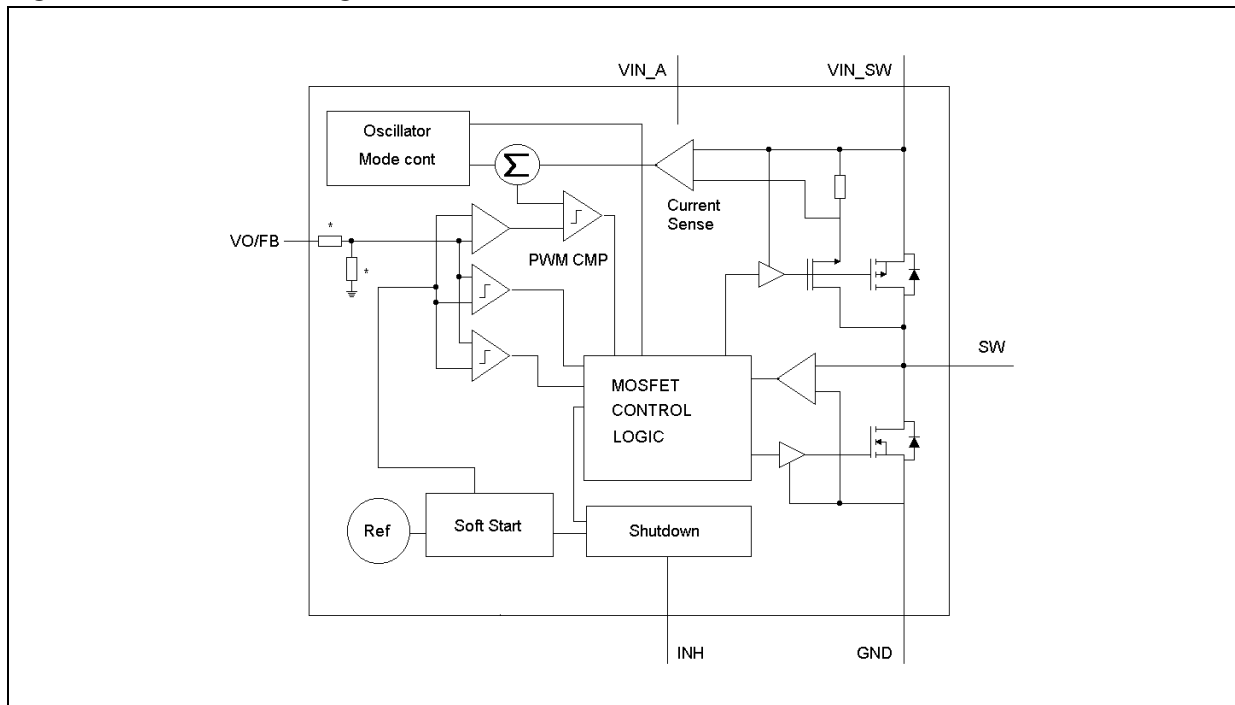 VIN_A
VIN_SW
Oscillator
Mode cont
Σ
Current
Sense
*
VO/FB
*
PWM CMP
SW
MOSFET
CONTROL
LOGIC
Ref
Soft Start
Shutdown
INH
GND